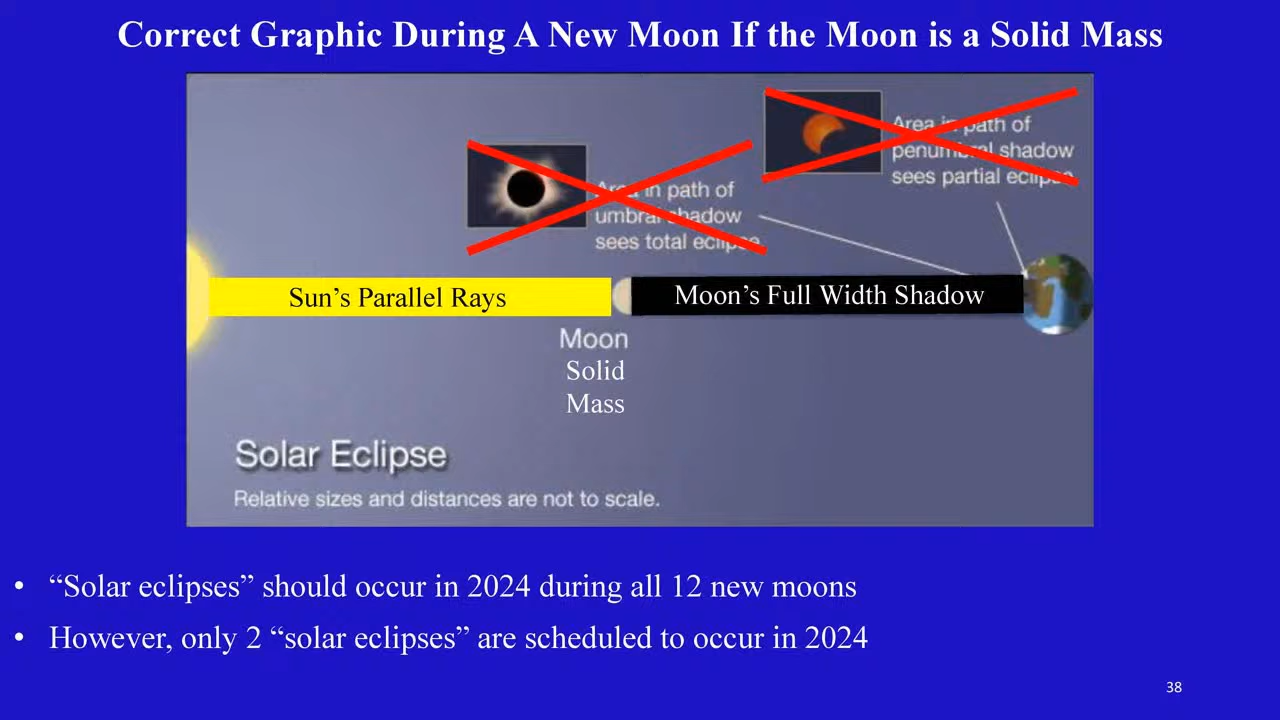 Correct Graphic During A New Moon If the Moon is a Solid Mass
Area in path of
penumbral shadow
sees partial eclipse
Area in path of
umbral shadow
sees total eclipse
Sun’s Parallel Rays
Moon’s Full Width Shadow
Moon
Solid
Mass
Solar Eclipse
Relative sizes and distances are not to scale.
• “Solar eclipses” should occur in 2024 during all 12 new moons
• However, only 2 “solar eclipses” are scheduled to occur in 2024
38